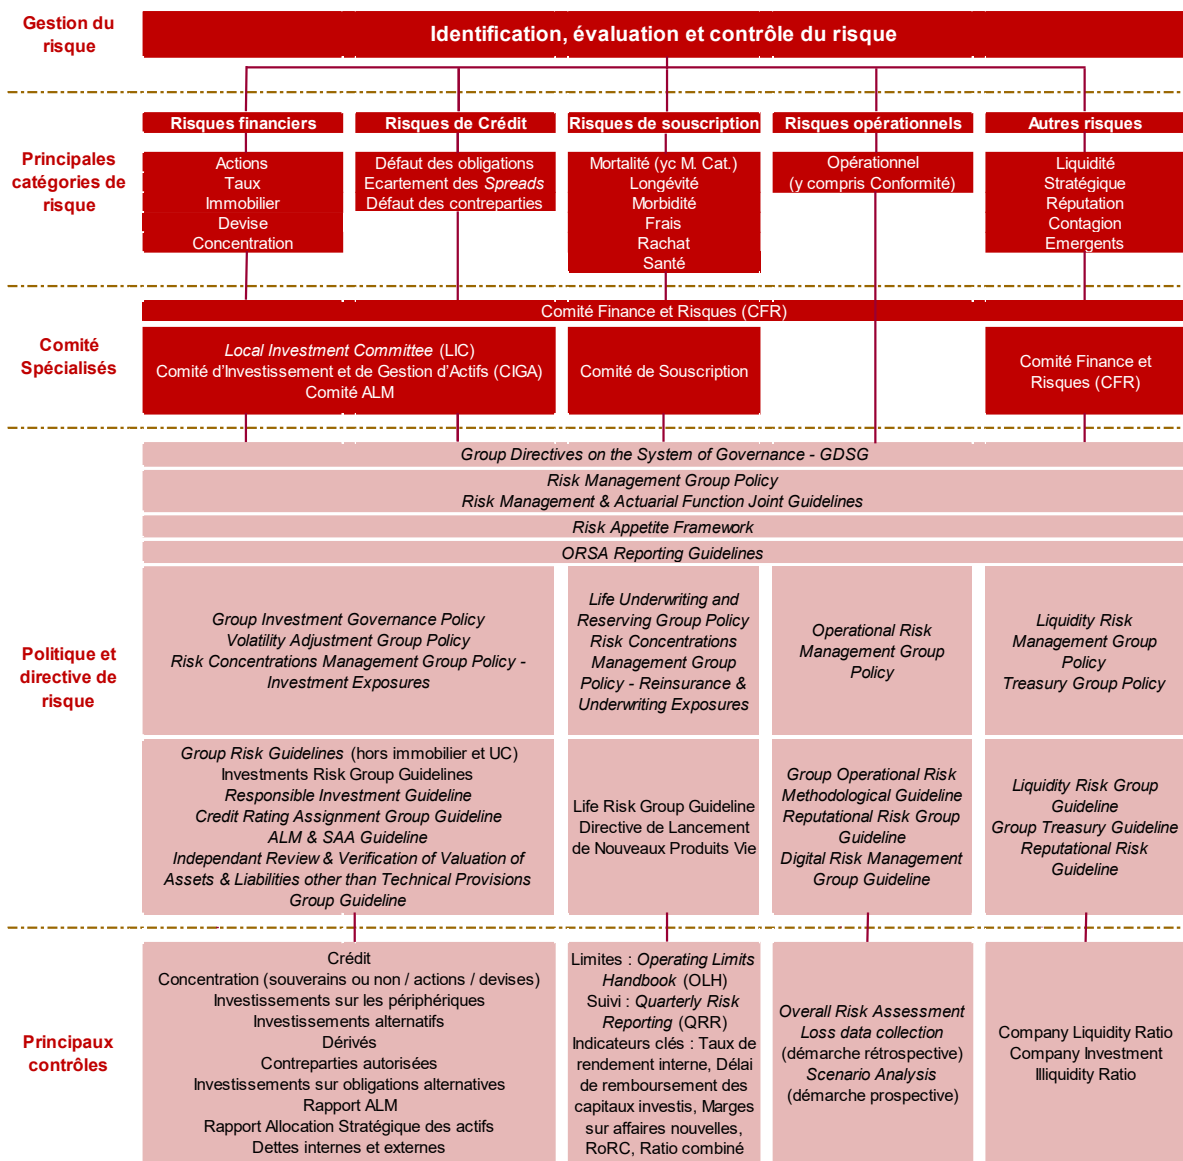 Gestion du
risque
Identification, évaluation et contrôle du risque
Principales
catégories de
risque
Risques financiers
Actions
Taux
Immobilier
Devise
Concentration
Risques de Crédit
Défaut des obligations
Ecartement des Spreads
Défaut des contreparties
Risques de souscription
Mortalité (yc M. Cat.)
Longévité
Morbidité
Frais
Rachat
Santé
Risques opérationnels
Opérationnel
(y compris Conformité)
Autres risques
Liquidité
Stratégique
Réputation
Contagion
Emergents
Comité
Spécialisés
Comité Finance et Risques (CFR)
Local Investment Committee (LIC)
Comité d'Investissement et de Gestion d'Actifs (CIGA)
Comité ALM
Comité de Souscription
Comité Finance et
Risques (CFR)
Politique et
directive de
risque
Group Directives on the System of Governance - GDSG
Risk Management Group Policy
Risk Management & Actuarial Function Joint Guidelines
Risk Appetite Framework
ORSA Reporting Guidelines
Group Investment Governance Policy
Volatility Adjustment Group Policy
Risk Concentrations Management Group Policy -
Investment Exposures
Life Underwriting and
Reserving Group Policy
Risk Concentrations
Management Group
Policy - Reinsurance &
Underwriting Exposures
Operational Risk
Management Group
Policy
Liquidity Risk
Management Group
Policy
Treasury Group Policy
Group Risk Guidelines (hors immobilier et UC)
Investments Risk Group Guidelines
Responsible Investment Guideline
Credit Rating Assignment Group Guideline
ALM & SAA Guideline
Independant Review & Verification of Valuation of
Assets & Liabilities other than Technical Provisions
Group Guideline
Life Risk Group Guideline
Directive de Lancement
de Nouveaux Produits Vie
Group Operational Risk
Methodological Guideline
Reputational Risk Group
Guideline
Digital Risk Management
Group Guideline
Liquidity Risk Group
Guideline
Group Treasury Guideline
Reputational Risk
Guideline
Principaux
contrôles
Crédit
Concentration (souverains ou non / actions / devises)
Investissements sur les périphériques
Investissements alternatifs
Dérivés
Contreparties autorisées
Investissements sur obligations alternatives
Rapport ALM
Rapport Allocation Stratégique des actifs
Dettes internes et externes
Limites : Operating Limits
Handbook (OLH)
Suivi : Quarterly Risk
Reporting (QRR)
Indicateurs clés : Taux de
rendement interne, Délai
de remboursement des
capitaux investis, Marges
sur affaires nouvelles,
RoRC, Ratio combiné
Overall Risk Assessment
Loss data collection
(démarche rétrospective)
Scenario Analysis
(démarche prospective)
Company Liquidity Ratio
Company Investment
Illiquidity Ratio